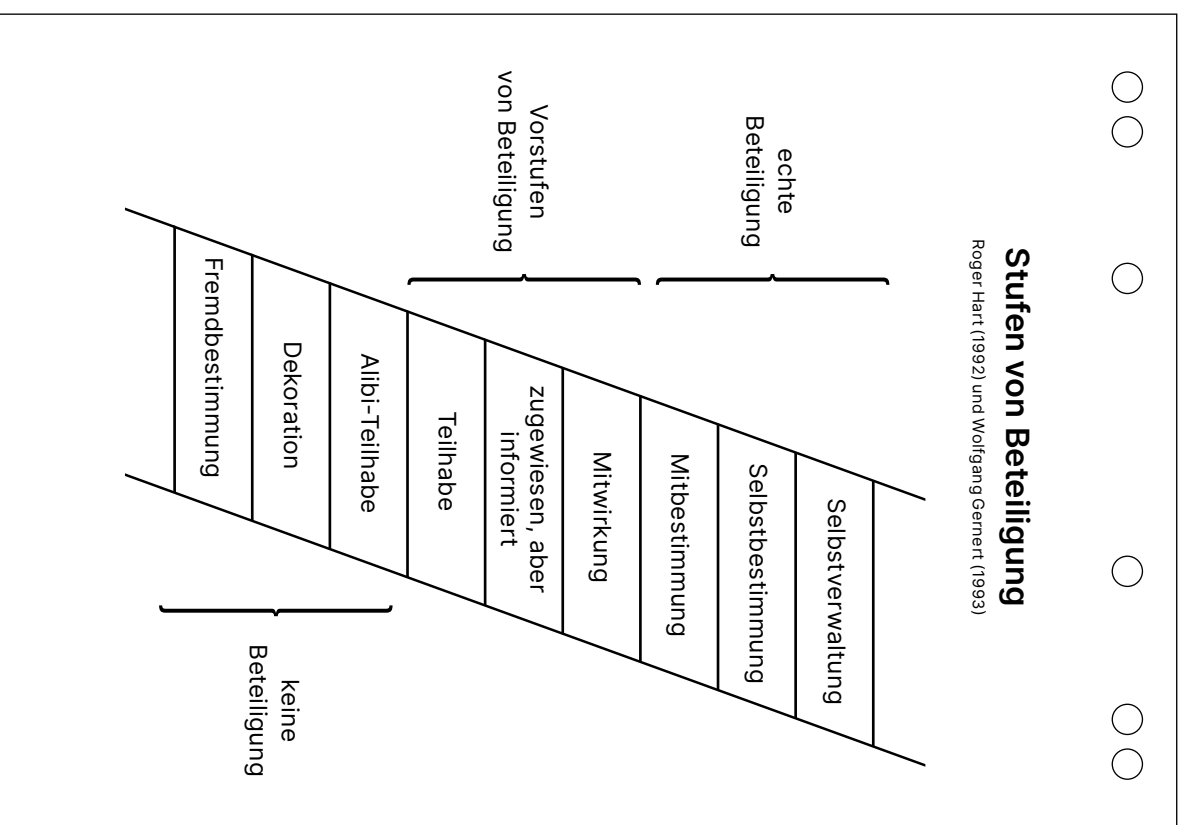 Stufen von Beteiligung
Roger Hart (1992) und Wolfgang Gernert (1993)
echte
Beteiligung
Vorstufen
von Beteiligung
Selbstverwaltung
Selbstbestimmung
Mitbestimmung
Mitwirkung
zugewiesen, aber
informiert
Teilhabe
Alibi-Teilhabe
Dekoration
Fremdbestimmung
keine
Beteiligung